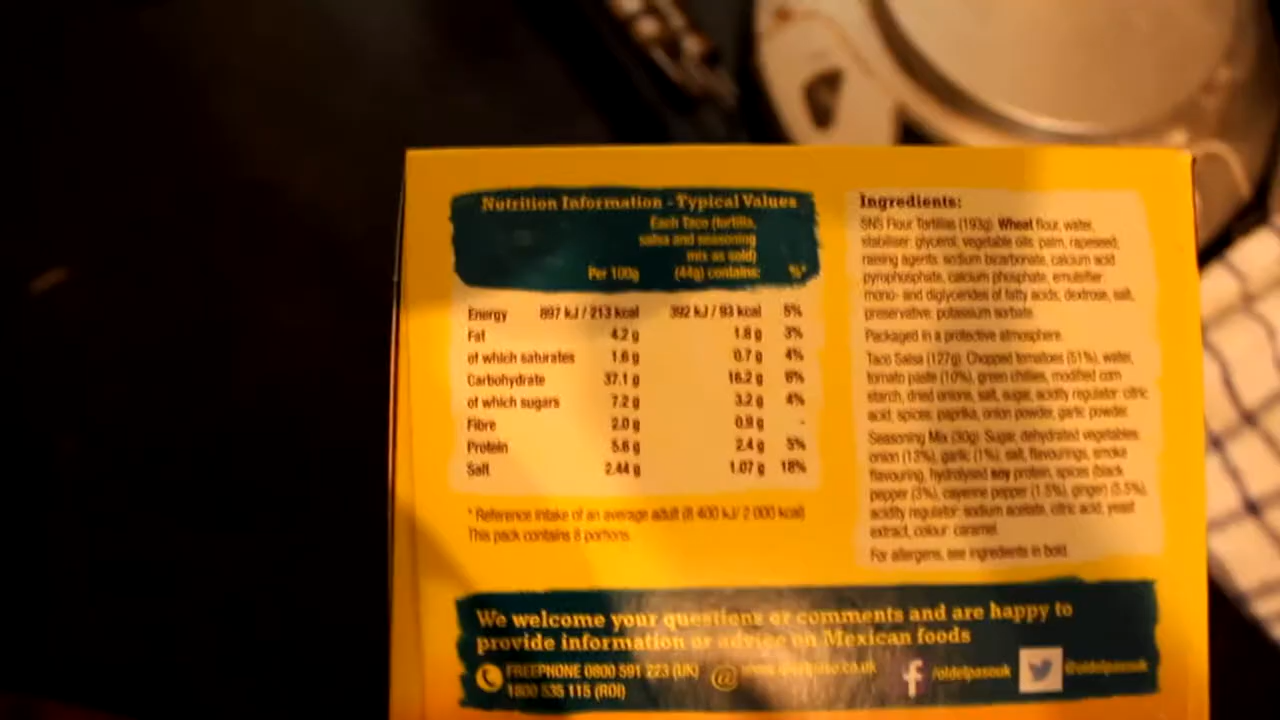 Nutrition Information - Typical Values
Each Taco (tortilla,
salsa and seasoning
mix as sold)
Per 100g (44g) contains: %*
Energy 897 kJ / 213 kcal 392 kJ / 93 kcal 5%
Fat 4.2 g 1.8 g 3%
of which saturates 1.6 g 0.7 g 4%
Carbohydrate 37.1 g 16.2 g 6%
of which sugars 7.2 g 3.2 g 4%
Fibre 2.0 g 0.9 g -
Protein 5.6 g 2.4 g 5%
Salt 2.44 g 1.07 g 18%
* Reference intake of an average adult (8 400 kJ/ 2 000 kcal)
This pack contains 8 portions.
Ingredients:
SNS Flour Tortillas (193g): Wheat flour, water,
stabiliser: glycerol, vegetable oils: palm, rapeseed,
raising agents: sodium bicarbonate, calcium acid
pyrophosphate, calcium phosphate, emulsifier:
mono- and diglycerides of fatty acids, dextrose, salt,
preservative: potassium sorbate.
Packaged in a protective atmosphere.
Taco Salsa (127g): Chopped tomatoes (51%), water,
tomato paste (10%), green chillies, modified corn
starch, dried onions, salt, sugar, acidity regulator: citric
acid, spices: paprika, onion powder, garlic powder.
Seasoning Mix (30g): Sugar, dehydrated vegetables:
onion (13%), garlic (1%), salt, flavourings, smoke
flavouring, hydrolysed soy protein, spices (black
pepper (3%), cayenne pepper (1.5%), ginger) (5.5%),
acidity regulator: sodium acetate, citric acid, yeast
extract, colour: caramel.
For allergens, see ingredients in bold.
We welcome your questions or comments and are happy to
provide information or advice on Mexican foods
FREEPHONE 0800 591 223 (UK)
1800 535 115 (ROI)
/oldelpasouk
@oldelpasouk